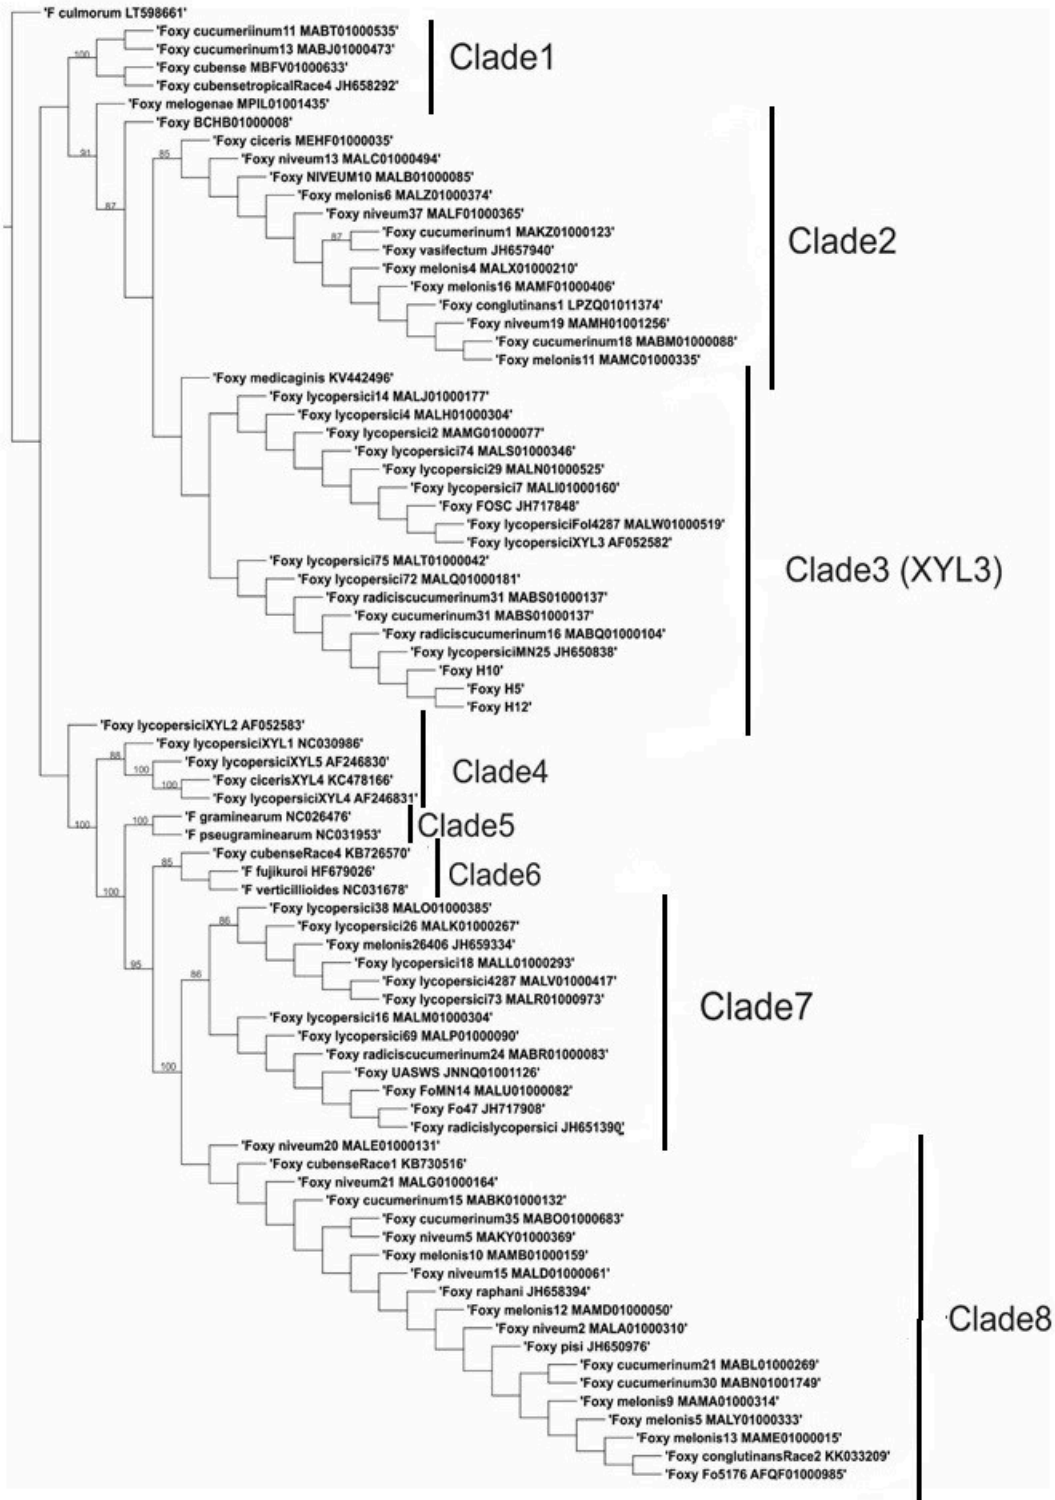 'F culmorum LT598661'
'Foxy cucumeriinum11 MABT01000535'
'Foxy cucumerinum13 MABJ01000473'
100
'Foxy cubense MBFV01000633'
'Foxy cubensetropicalRace4 JH658292'
Clade1
'Foxy melogenae MPIL01001435'
'Foxy BCHB01000008'
91
87
'Foxy ciceris MEHF01000035'
85
'Foxy niveum13 MALC01000494'
'Foxy NIVEUM10 MALB01000085'
'Foxy melonis6 MALZ01000374'
'Foxy niveum37 MALF01000365'
87
'Foxy cucumerinum1 MAKZ01000123'
'Foxy vasifectum JH657940'
Clade2
'Foxy melonis4 MALX01000210'
'Foxy melonis16 MAMF01000406'
'Foxy conglutinans1 LPZQ01011374'
'Foxy niveum19 MAMH01001256'
'Foxy cucumerinum18 MABM01000088'
'Foxy melonis11 MAMC01000335'
'Foxy medicaginis KV442496'
'Foxy lycopersici14 MALJ01000177'
'Foxy lycopersici4 MALH01000304'
'Foxy lycopersici2 MAMG01000077'
'Foxy lycopersici74 MALS01000346'
'Foxy lycopersici29 MALN01000525'
'Foxy lycopersici7 MALI01000160'
'Foxy FOSC JH717848'
'Foxy lycopersiciFol4287 MALW01000519'
'Foxy lycopersiciXYL3 AF052582'
'Foxy lycopersici75 MALT01000042'
Clade3 (XYL3)
'Foxy lycopersici72 MALQ01000181'
'Foxy radiciscucumerinum31 MABS01000137'
'Foxy cucumerinum31 MABS01000137'
'Foxy radiciscucumerinum16 MABQ01000104'
'Foxy lycopersiciMN25 JH650838'
'Foxy H10'
'Foxy H5'
'Foxy H12'
'Foxy lycopersiciXYL2 AF052583'
'Foxy lycopersiciXYL1 NC030986'
88
'Foxy lycopersiciXYL5 AF246830'
100
'Foxy cicerisXYL4 KC478166'
100
'Foxy lycopersiciXYL4 AF246831'
Clade4
100
'F graminearum NC026476'
100
'F pseugraminearum NC031953'
Clade5
'Foxy cubenseRace4 KB726570'
85
'F fujikuroi HF679026'
'F verticillioides NC031678'
Clade6
100
'Foxy lycopersici38 MALO01000385'
86
'Foxy lycopersici26 MALK01000267'
'Foxy melonis26406 JH659334'
'Foxy lycopersici18 MALL01000293'
95
86
'Foxy lycopersici4287 MALV01000417'
'Foxy lycopersici73 MALR01000973'
Clade7
'Foxy lycopersici16 MALM01000304'
'Foxy lycopersici69 MALP01000090'
'Foxy radiciscucumerinum24 MABR01000083'
100
'Foxy UASWS JNNQ01001126'
'Foxy FoMN14 MALU01000082'
'Foxy Fo47 JH717908'
'Foxy radicislycopersici JH651390'
'Foxy niveum20 MALE01000131'
'Foxy cubenseRace1 KB730516'
'Foxy niveum21 MALG01000164'
'Foxy cucumerinum15 MABK01000132'
'Foxy cucumerinum35 MABO01000683'
'Foxy niveum5 MAKY01000369'
'Foxy melonis10 MAMB01000159'
'Foxy niveum15 MALD01000061'
'Foxy raphani JH658394'
'Foxy melonis12 MAMD01000050'
Clade8
'Foxy niveum2 MALA01000310'
'Foxy pisi JH650976'
'Foxy cucumerinum21 MABL01000269'
'Foxy cucumerinum30 MABN01001749'
'Foxy melonis9 MAMA01000314'
'Foxy melonis5 MALY01000333'
'Foxy melonis13 MAME01000015'
'Foxy conglutinansRace2 KK033209'
'Foxy Fo5176 AFQF01000985'